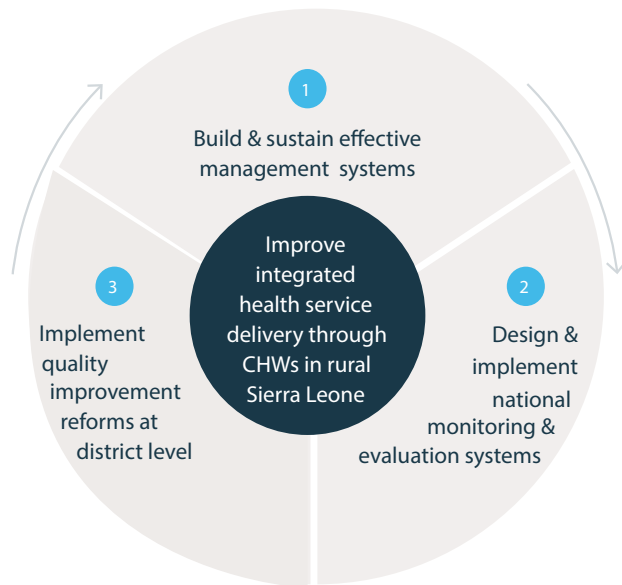 1
Build & sustain effective
management systems
Improve
integrated
health service
delivery through
CHWs in rural
Sierra Leone
2
Design &
implement
national
monitoring &
evaluation systems
3
Implement
quality
improvement
reforms at
district level